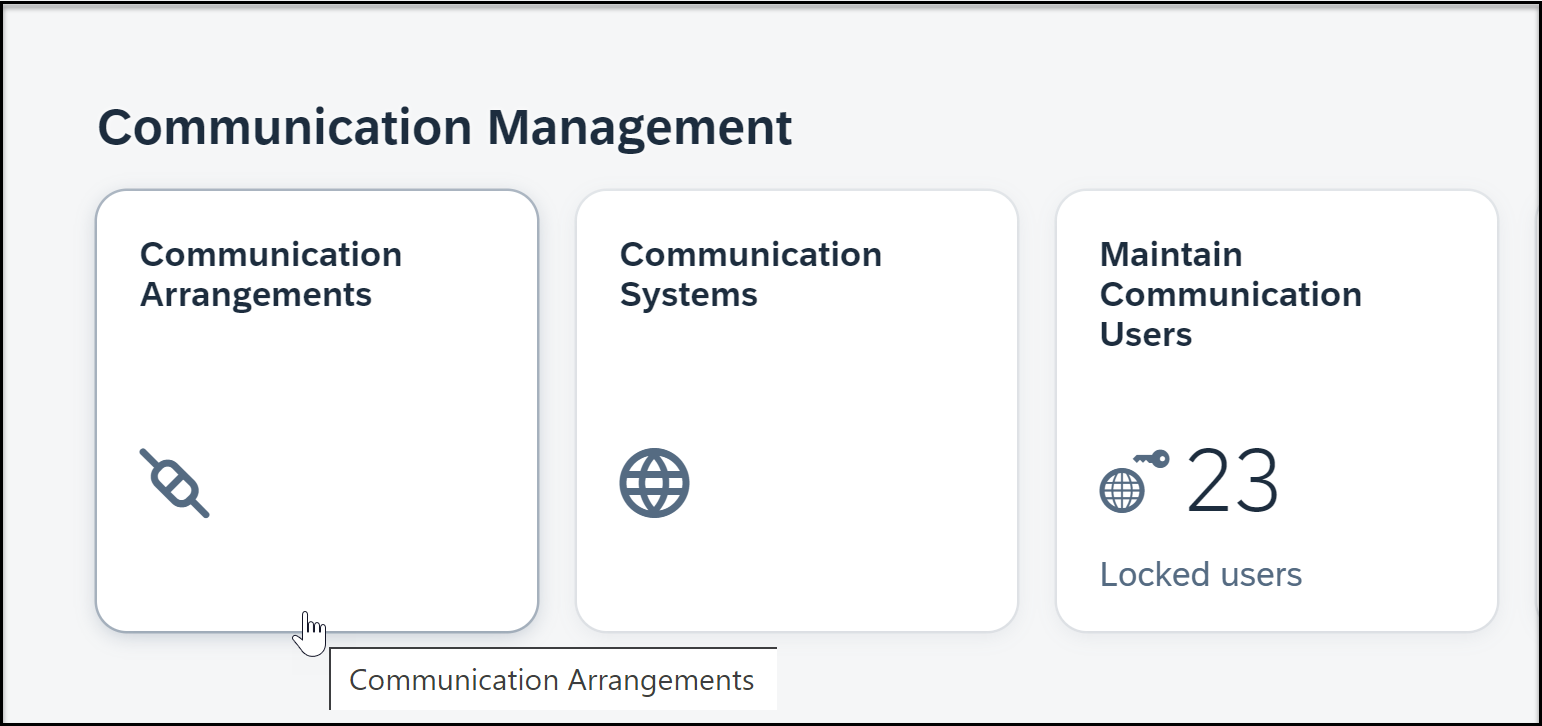 Communication Management
Communication
Arrangements
Communication
Systems
Maintain
Communication
Users
23
Locked users
Communication Arrangements